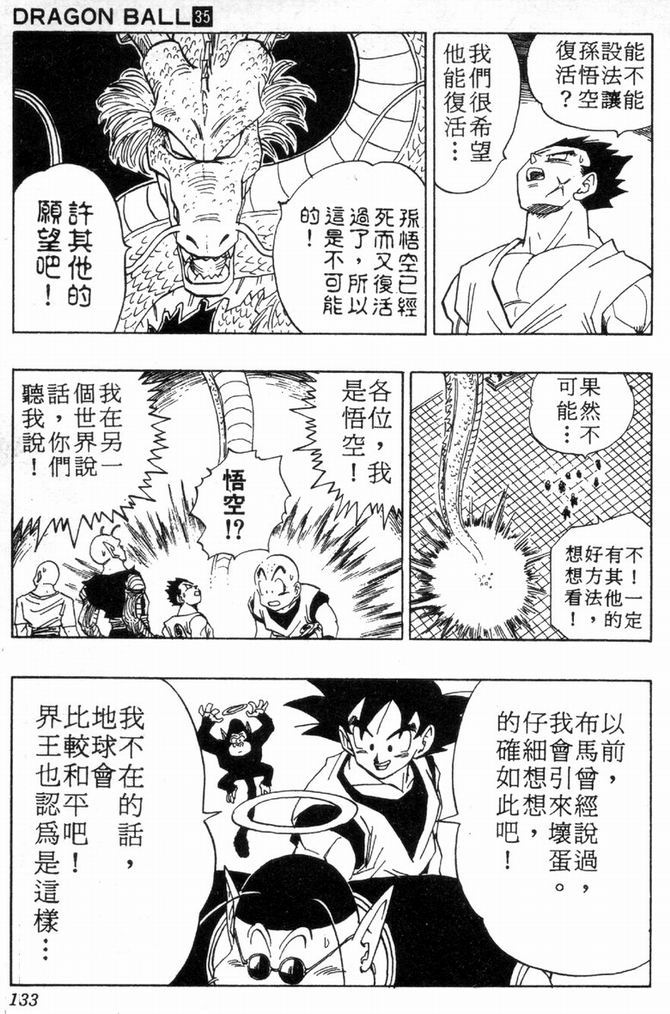 DRAGON BALL 35
能不能
設法讓
孫悟空
復活？
我們很希望
他能復活…
孫悟空已經
死而又復活
過了，所以
這是不可能
的！
許其他的
願望吧！
果然不
可能…
不！一定
有其他的
好方法，
想想看！
各位，我
是悟空！
悟空!?
我在另一
個世界說
話，你們
聽我說！
以前，
布馬曾經說過，
我會引來壞蛋。
仔細想想，
的確如此吧！
我不在的話，
地球會
比較和平吧！
界王也認為是這樣…
133